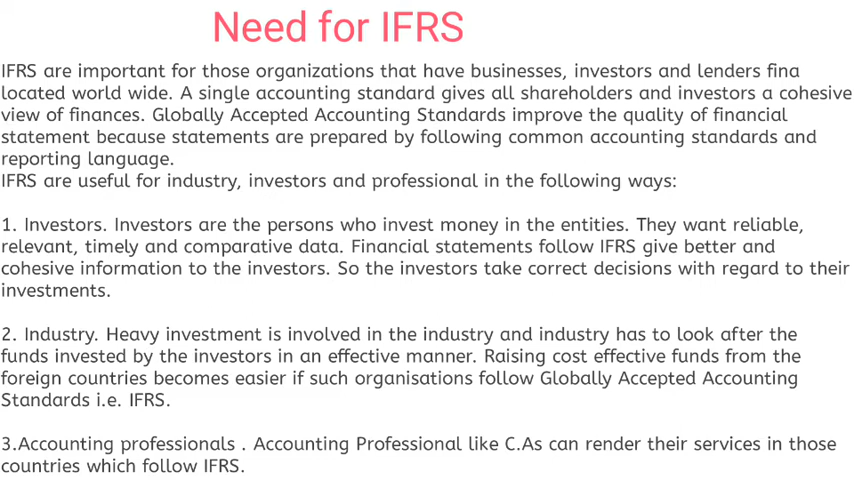 Need for IFRS
IFRS are important for those organizations that have businesses, investors and lenders fina
located world wide. A single accounting standard gives all shareholders and investors a cohesive
view of finances. Globally Accepted Accounting Standards improve the quality of financial
statement because statements are prepared by following common accounting standards and
reporting language.
IFRS are useful for industry, investors and professional in the following ways:
1. Investors. Investors are the persons who invest money in the entities. They want reliable,
relevant, timely and comparative data. Financial statements follow IFRS give better and
cohesive information to the investors. So the investors take correct decisions with regard to their
investments.
2. Industry. Heavy investment is involved in the industry and industry has to look after the
funds invested by the investors in an effective manner. Raising cost effective funds from the
foreign countries becomes easier if such organisations follow Globally Accepted Accounting
Standards i.e. IFRS.
3.Accounting professionals . Accounting Professional like C.As can render their services in those
countries which follow IFRS.